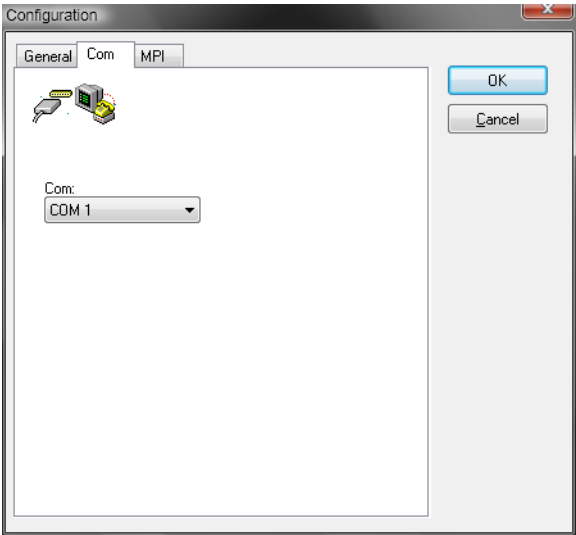 Configuration
General Com MPI
OK
Cancel
Com:
COM 1